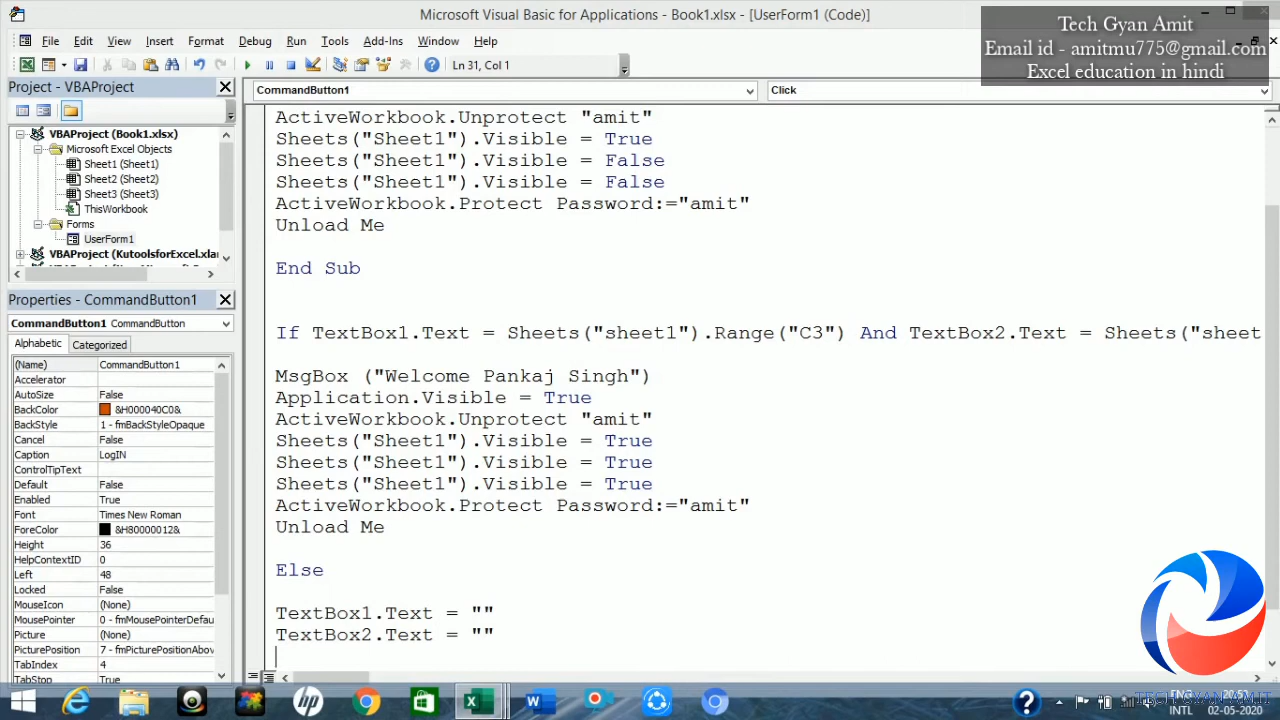 Microsoft Visual Basic for Applications - Book1.xlsx - [UserForm1 (Code)]
Tech Gyan Amit
Email id - amitmu775@gmail.com
Excel education in hindi
File Edit View Insert Format Debug Run Tools Add-Ins Window Help
Ln 31, Col 1
Project - VBAProject
VBAProject (Book1.xlsx)
Microsoft Excel Objects
Sheet1 (Sheet1)
Sheet2 (Sheet2)
Sheet3 (Sheet3)
ThisWorkbook
Forms
UserForm1
VBAProject (KutoolsforExcel.xlar
Properties - CommandButton1
CommandButton1 CommandButton
Alphabetic Categorized
(Name) CommandButton1
Accelerator
AutoSize False
BackColor &H000040C0&
BackStyle 1 - fmBackStyleOpaque
Cancel False
Caption LogIN
ControlTipText
Default False
Enabled True
Font Times New Roman
ForeColor &H80000012&
Height 36
HelpContextID 0
Left 48
Locked False
MouseIcon (None)
MousePointer 0 - fmMousePointerDefau
Picture (None)
PicturePosition 7 - fmPicturePositionAbov
TabIndex 4
TabStop True
CommandButton1 Click
ActiveWorkbook.Unprotect "amit"
Sheets("Sheet1").Visible = True
Sheets("Sheet1").Visible = False
Sheets("Sheet1").Visible = False
ActiveWorkbook.Protect Password:="amit"
Unload Me
End Sub
If TextBox1.Text = Sheets("sheet1").Range("C3") And TextBox2.Text = Sheets("sheet
MsgBox ("Welcome Pankaj Singh")
Application.Visible = True
ActiveWorkbook.Unprotect "amit"
Sheets("Sheet1").Visible = True
Sheets("Sheet1").Visible = True
Sheets("Sheet1").Visible = True
ActiveWorkbook.Protect Password:="amit"
Unload Me
Else
TextBox1.Text = ""
TextBox2.Text = ""
TECH GYAN AMIT
ENG
INTL 02-05-2020